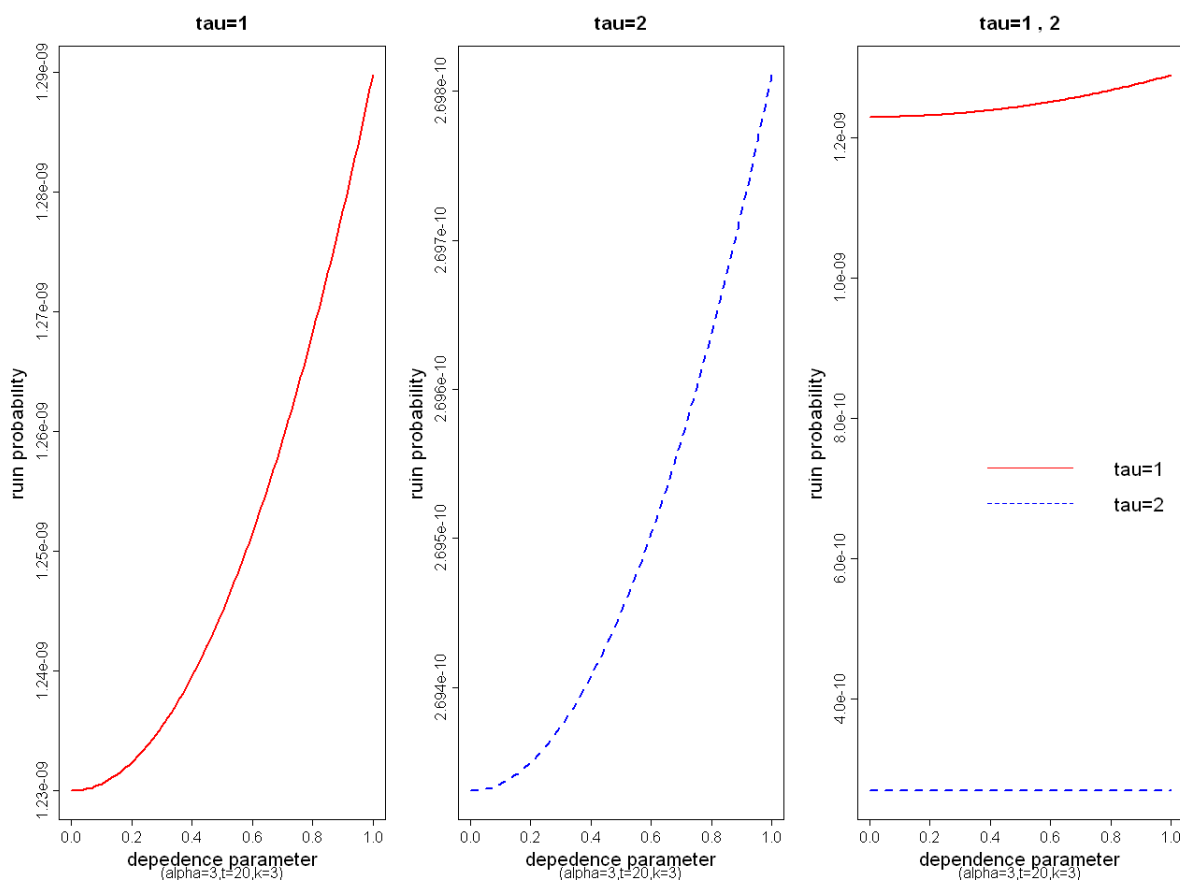 tau=1
ruin probability
1.29e-09
1.28e-09
1.27e-09
1.26e-09
1.25e-09
1.24e-09
1.23e-09
0.0 0.2 0.4 0.6 0.8 1.0
depedence parameter
(alpha=3,t=20,k=3)
tau=2
ruin probability
2.698e-10
2.697e-10
2.696e-10
2.695e-10
2.694e-10
0.0 0.2 0.4 0.6 0.8 1.0
depedence parameter
(alpha=3,t=20,k=3)
tau=1 , 2
ruin probability
1.2e-09
1.0e-09
8.0e-10
6.0e-10
4.0e-10
tau=1
tau=2
0.0 0.2 0.4 0.6 0.8 1.0
dependence parameter
(alpha=3,t=20,k=3)